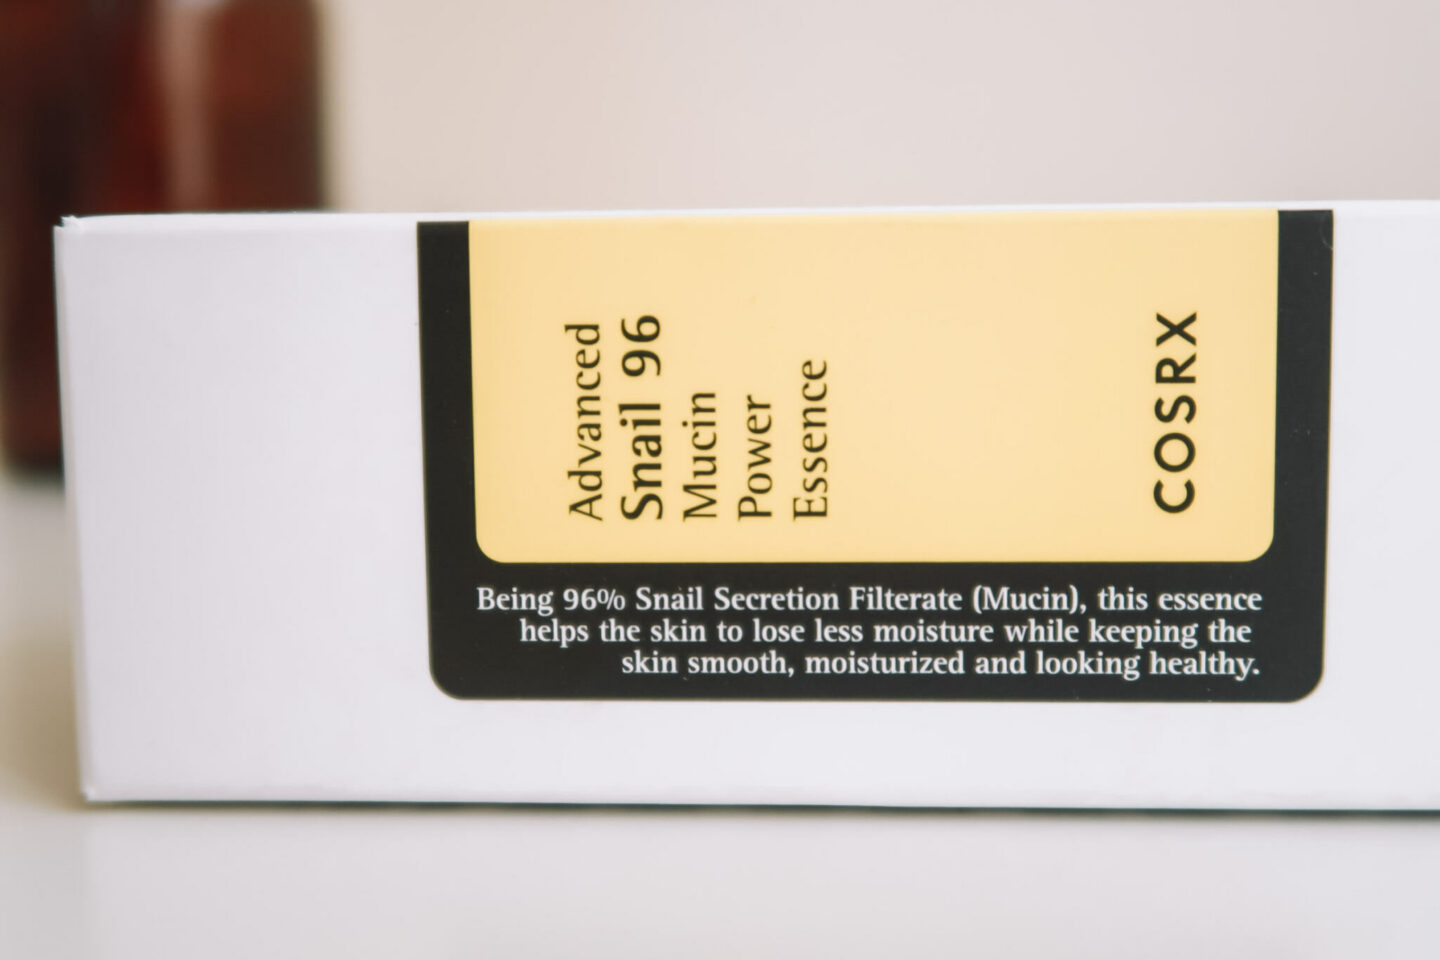 Advanced
Snail 96
Mucin
Power
Essence
COSRX
Being 96% Snail Secretion Filterate (Mucin), this essence
helps the skin to lose less moisture while keeping the
skin smooth, moisturized and looking healthy.